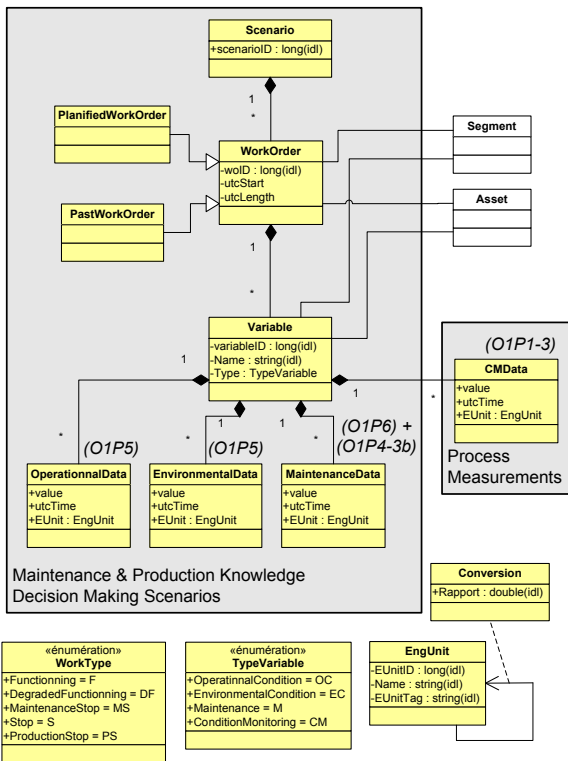 Scenario
+scenarioID : long(idl)
1
*
PlanifiedWorkOrder
WorkOrder
-woID : long(idl)
-utcStart
-utcLength
Segment
PastWorkOrder
Asset
1
*
Variable
-variableID : long(idl)
-Name : string(idl)
-Type : TypeVariable
1
1
1
1
*
*
*
*
(O1P1-3)
CMData
+value
+utcTime
+EUnit : EngUnit
Process
Measurements
(O1P5)
(O1P5)
(O1P6) +
(O1P4-3b)
OperationnalData
+value
+utcTime
+EUnit : EngUnit
EnvironmentalData
+value
+utcTime
+EUnit : EngUnit
MaintenanceData
+value
+utcTime
+EUnit : EngUnit
Maintenance & Production Knowledge
Decision Making Scenarios
Conversion
+Rapport : double(idl)
«énumération»
WorkType
+Functionning = F
+DegradedFunctionning = DF
+MaintenanceStop = MS
+Stop = S
+ProductionStop = PS
«énumération»
TypeVariable
+OperatinnalCondition = OC
+EnvironmentalCondition = EC
+Maintenance = M
+ConditionMonitoring = CM
EngUnit
-EUnitID : long(idl)
-Name : string(idl)
-EUnitTag : string(idl)